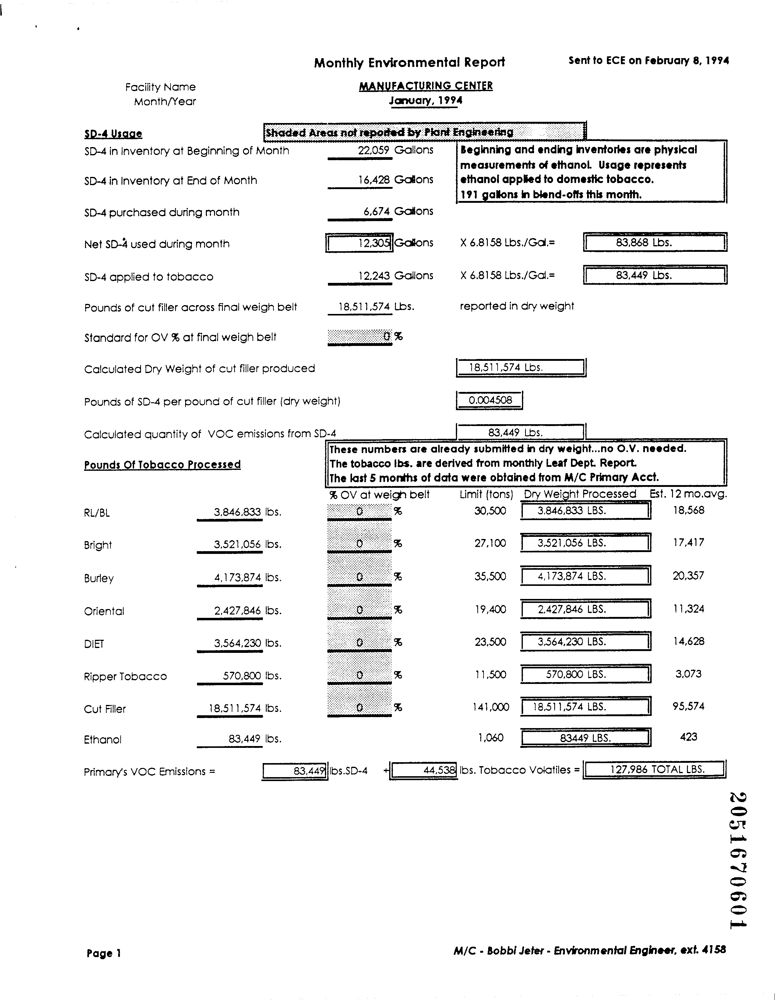 Monthly Environmental Report Sent to ECE on February 8, 1994
Facility Name MANUFACTURING CENTER
Month/Year January, 1994
SD-4 Usage Shaded Areas not reported by Plant Engineering
SD-4 in Inventory at Beginning of Month 22,059 Gallons Beginning and ending inventories are physical
measurements of ethanol. Usage represents
SD-4 in Inventory at End of Month 16,428 Gallons ethanol applied to domestic tobacco.
191 gallons in blend-offs this month.
SD-4 purchased during month 6,674 Gallons
Net SD-4 used during month 12,305 Gallons X 6.8158 Lbs./Gal.= 83,868 Lbs.
SD-4 applied to tobacco 12,243 Gallons X 6.8158 Lbs./Gal.= 83,449 Lbs.
Pounds of cut filler across final weigh belt 18,511,574 Lbs. reported in dry weight
Standard for OV % at final weigh belt 0 %
Calculated Dry Weight of cut filler produced 18,511,574 Lbs.
Pounds of SD-4 per pound of cut filler (dry weight) 0.004508
Calculated quantity of VOC emissions from SD-4 83,449 Lbs.
These numbers are already submitted in dry weight...no O.V. needed.
Pounds Of Tobacco Processed The tobacco lbs. are derived from monthly Leaf Dept. Report.
The last 5 months of data were obtained from M/C Primary Acct.
% OV at weigh belt Limit (tons) Dry Weight Processed Est. 12 mo.avg.
RL/BL 3,846,833 lbs. 0 % 30,500 3,846,833 LBS. 18,568
Bright 3,521,056 lbs. 0 % 27,100 3,521,056 LBS. 17,417
Burley 4,173,874 lbs. 0 % 35,500 4,173,874 LBS. 20,357
Oriental 2,427,846 lbs. 0 % 19,400 2,427,846 LBS. 11,324
DIET 3,564,230 lbs. 0 % 23,500 3,564,230 LBS. 14,628
Ripper Tobacco 570,800 lbs. 0 % 11,500 570,800 LBS. 3,073
Cut Filler 18,511,574 lbs. 0 % 141,000 18,511,574 LBS. 95,574
Ethanol 83,449 lbs. 1,060 83449 LBS. 423
Primary's VOC Emissions = 83,449 lbs.SD-4 + 44,538 lbs. Tobacco Volatiles = 127,986 TOTAL LBS.
2051670601
Page 1 M/C - Bobbi Jeter - Environmental Engineer, ext. 4158